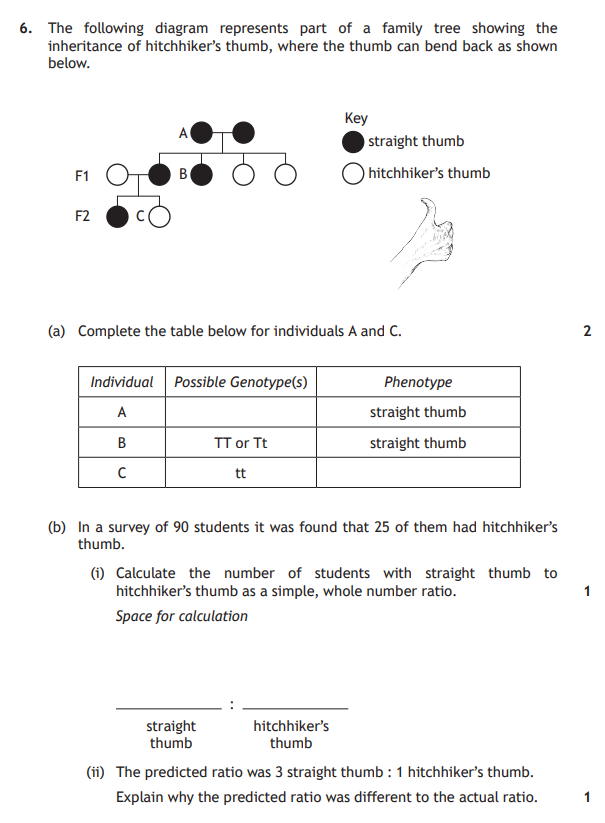 6. The following diagram represents part of a family tree showing the
inheritance of hitchhiker's thumb, where the thumb can bend back as shown
below.
Key
A
straight thumb
F1 B hitchhiker's thumb
F2 C
(a) Complete the table below for individuals A and C. 2
Individual Possible Genotype(s) Phenotype
A straight thumb
B TT or Tt straight thumb
C tt
(b) In a survey of 90 students it was found that 25 of them had hitchhiker's
thumb.
(i) Calculate the number of students with straight thumb to
hitchhiker's thumb as a simple, whole number ratio. 1
Space for calculation
:
straight hitchhiker's
thumb thumb
(ii) The predicted ratio was 3 straight thumb : 1 hitchhiker's thumb.
Explain why the predicted ratio was different to the actual ratio. 1